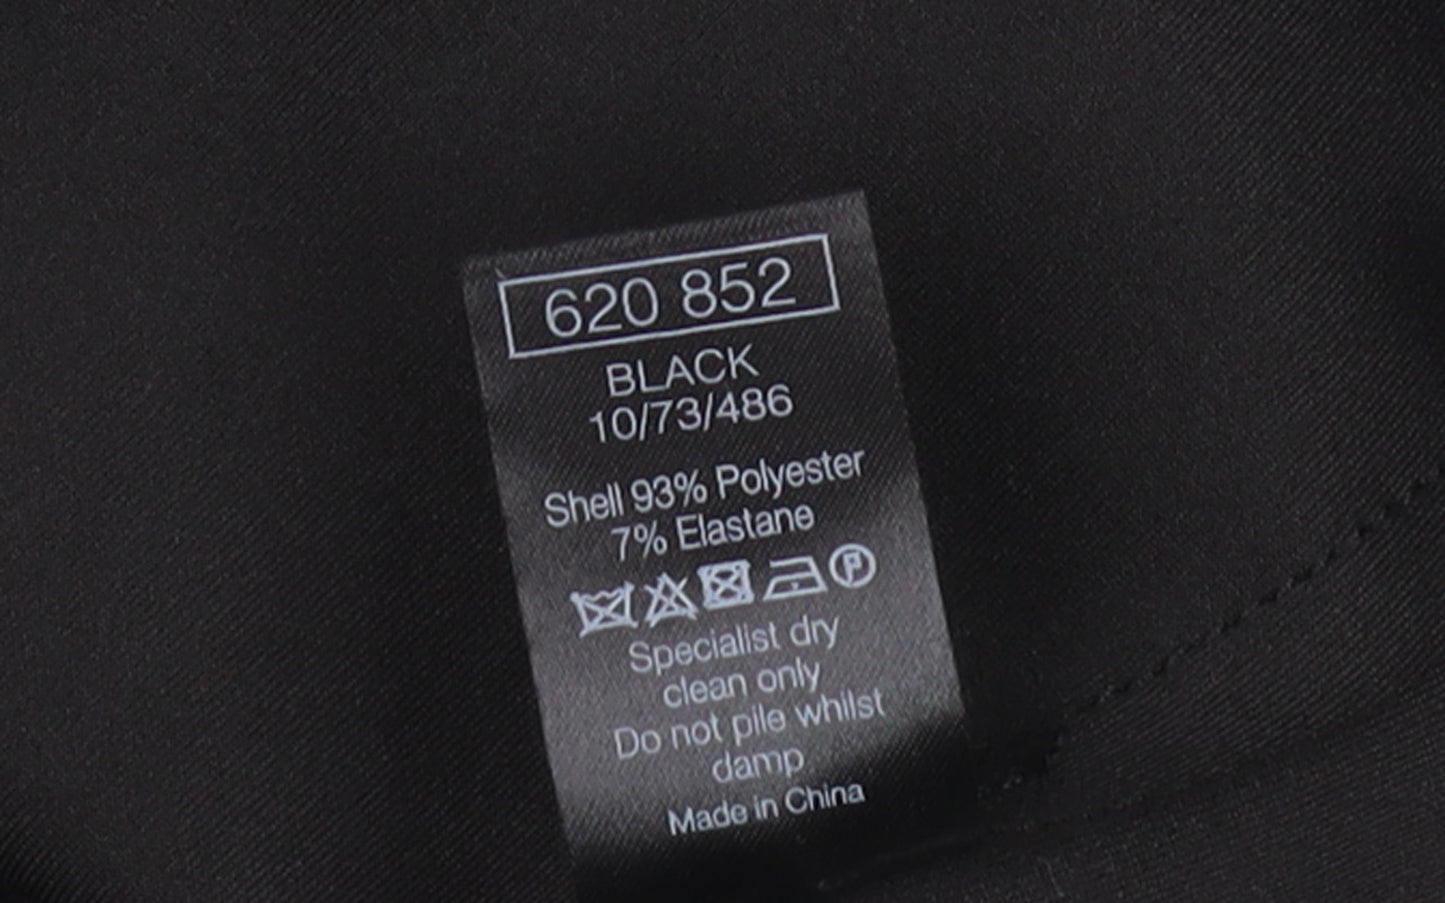 620 852
BLACK
10/73/486
Shell 93% Polyester
7% Elastane
P
Specialist dry
clean only
Do not pile whilst
damp
Made in China